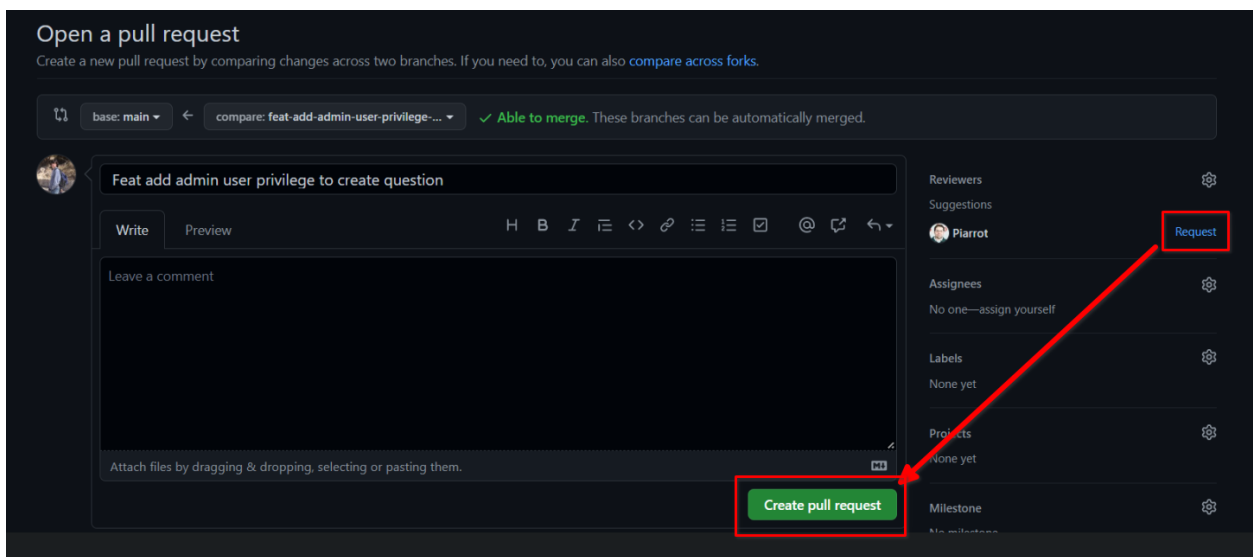 Open a pull request
Create a new pull request by comparing changes across two branches. If you need to, you can also compare across forks.
base: main
compare: feat-add-admin-user-privilege-...
Able to merge. These branches can be automatically merged.
Feat add admin user privilege to create question
Write Preview
Leave a comment
Attach files by dragging & dropping, selecting or pasting them.
Create pull request
Reviewers
Suggestions
Piarrot Request
Assignees
No one—assign yourself
Labels
None yet
Projects
None yet
Milestone
No milestone